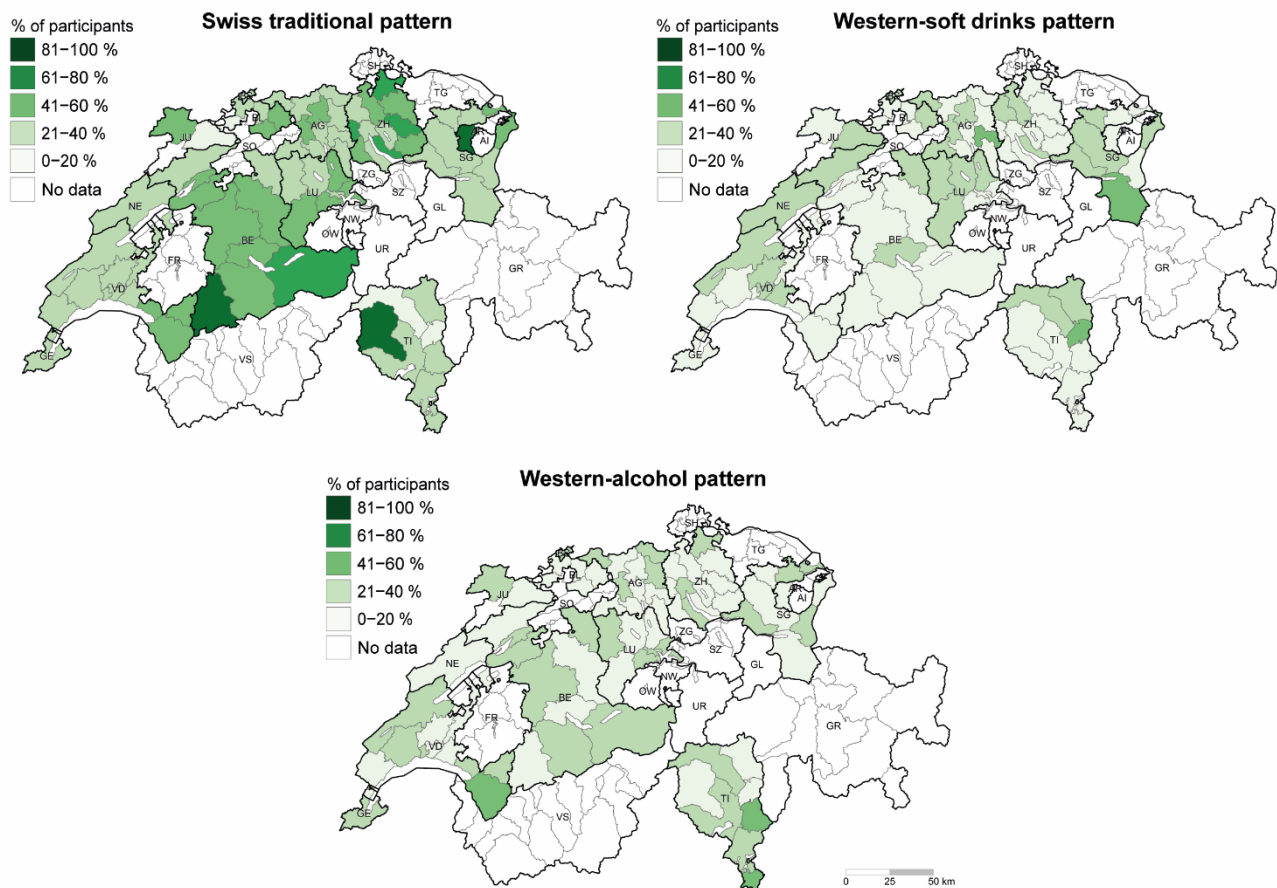 Swiss traditional pattern
% of participants
81–100 %
61–80 %
41–60 %
21–40 %
0–20 %
No data
SH
TG
BL
JU
AG
ZH
AR
AI
SO
SG
ZG
LU
SZ
NE
GL
NW
OW
BE
UR
FR
GR
VD
TI
GE
VS
Western-soft drinks pattern
% of participants
81–100 %
61–80 %
41–60 %
21–40 %
0–20 %
No data
SH
TG
BL
JU
AG
ZH
AR
AI
SO
SG
ZG
LU
SZ
NE
GL
NW
OW
BE
UR
FR
GR
VD
TI
GE
VS
Western-alcohol pattern
% of participants
81–100 %
61–80 %
41–60 %
21–40 %
0–20 %
No data
SH
TG
BL
JU
AG
ZH
AR
AI
SO
SG
ZG
LU
SZ
NE
GL
NW
OW
BE
UR
FR
GR
VD
TI
GE
VS
0 25 50 km